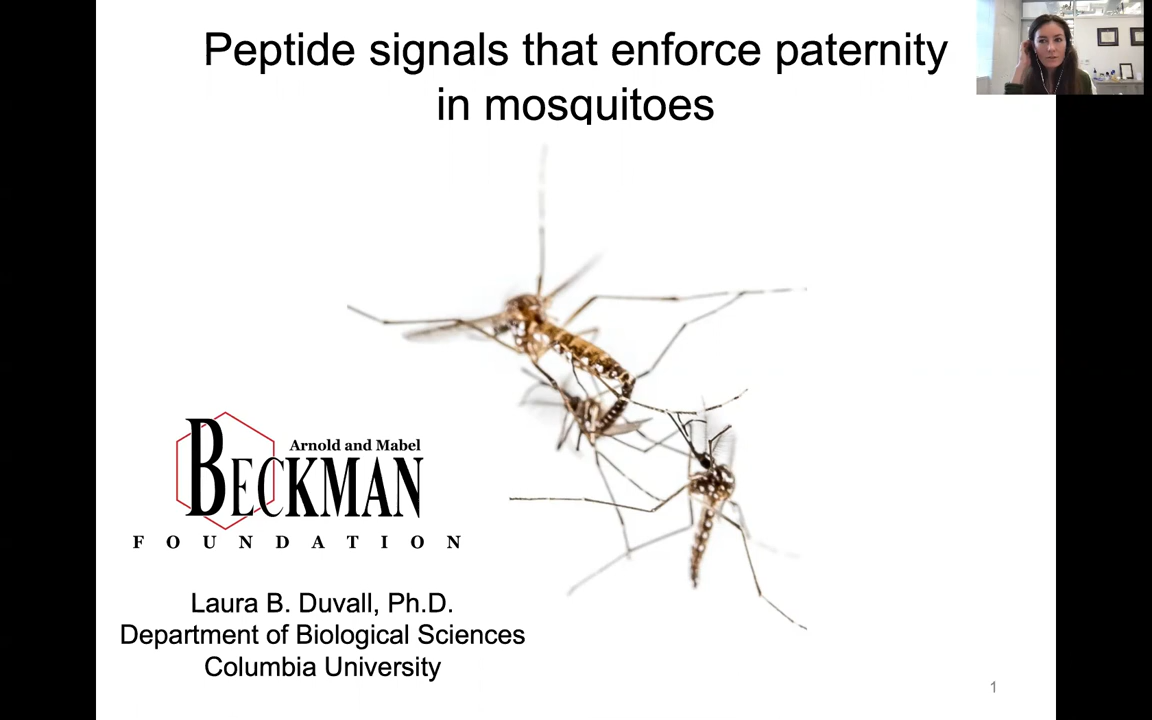 Peptide signals that enforce paternity
in mosquitoes
Arnold and Mabel
BECKMAN
FOUNDATION
Laura B. Duvall, Ph.D.
Department of Biological Sciences
Columbia University
1